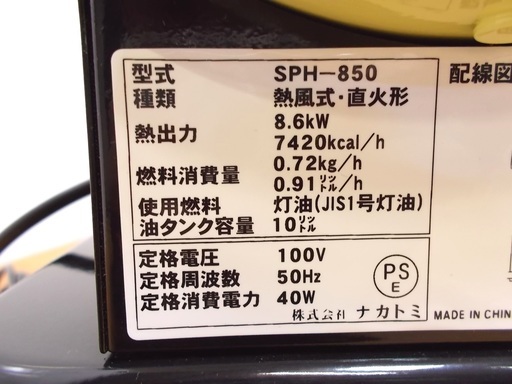 型式 SPH-850
種類 熱風式・直火形
熱出力 8.6kW
7420kcal/h
燃料消費量 0.72kg/h
0.91リットル/h
使用燃料 灯油(JIS1号灯油)
油タンク容量 10リットル
定格電圧 100V
定格周波数 50Hz
定格消費電力 40W
PS
E
株式会社 ナカトミ
配線図
MADE IN CHIN